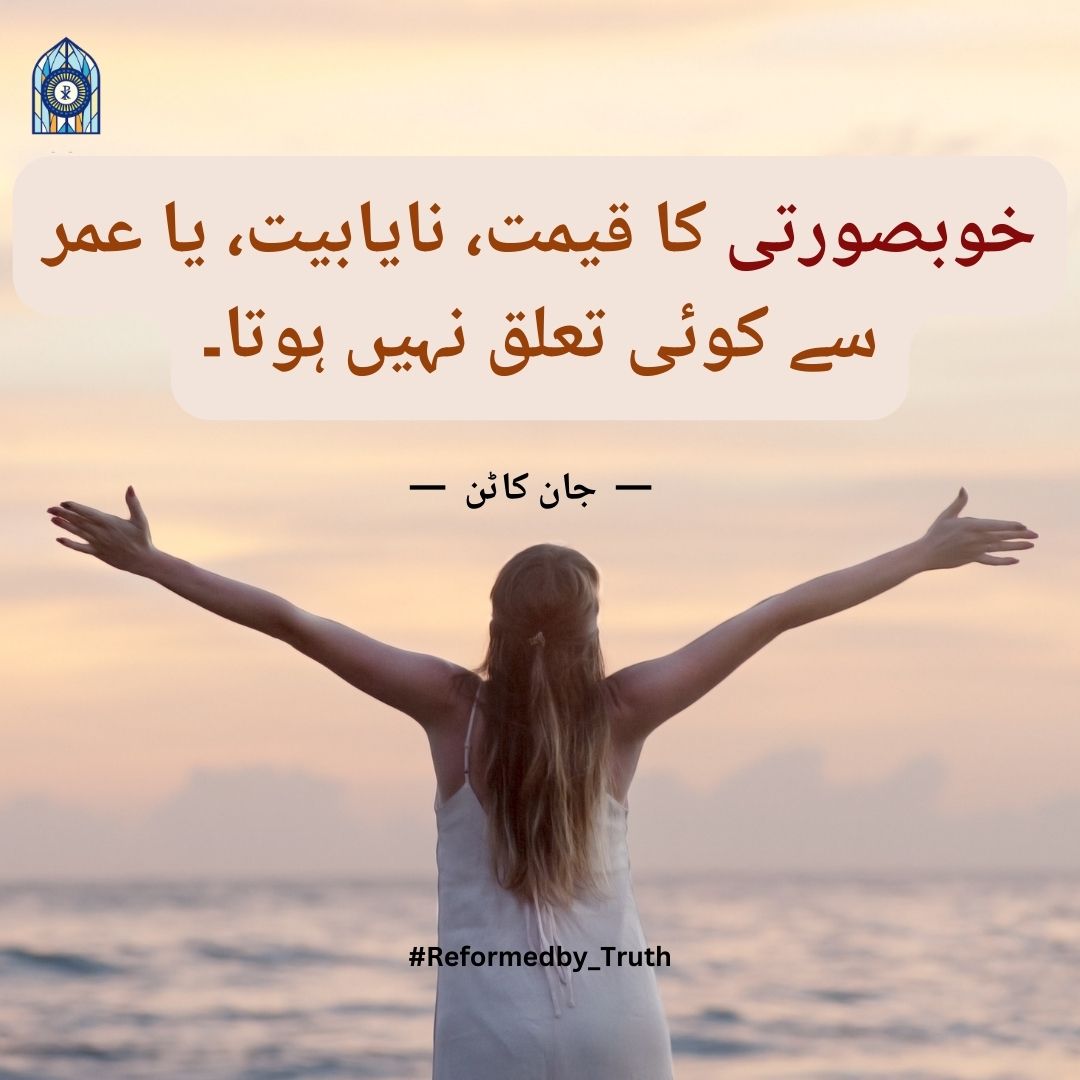 خوبصورتی کا قیمت، نایابیت، یا عمر
سے کوئی تعلق نہیں ہوتا۔
— جان کاٹن —
#Reformedby_Truth